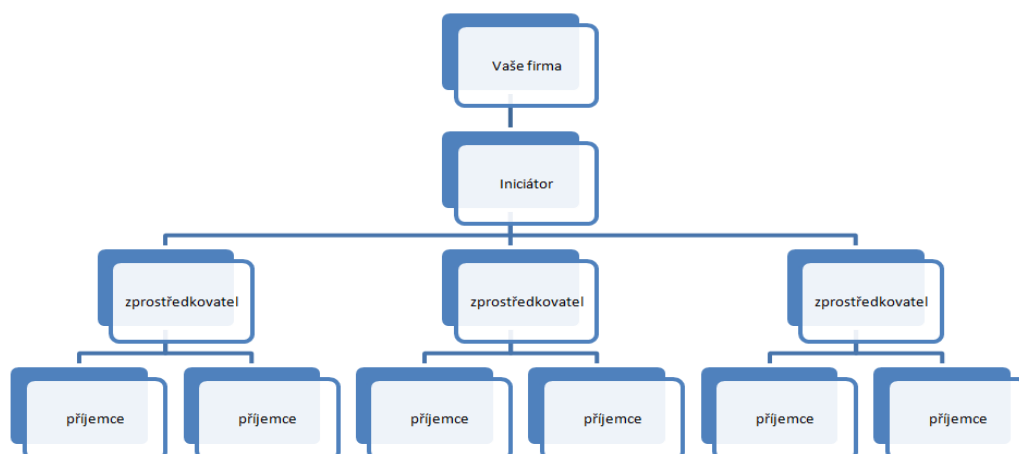 Vaše firma
Iniciátor
zprostředkovatel
zprostředkovatel
zprostředkovatel
příjemce
příjemce
příjemce
příjemce
příjemce
příjemce